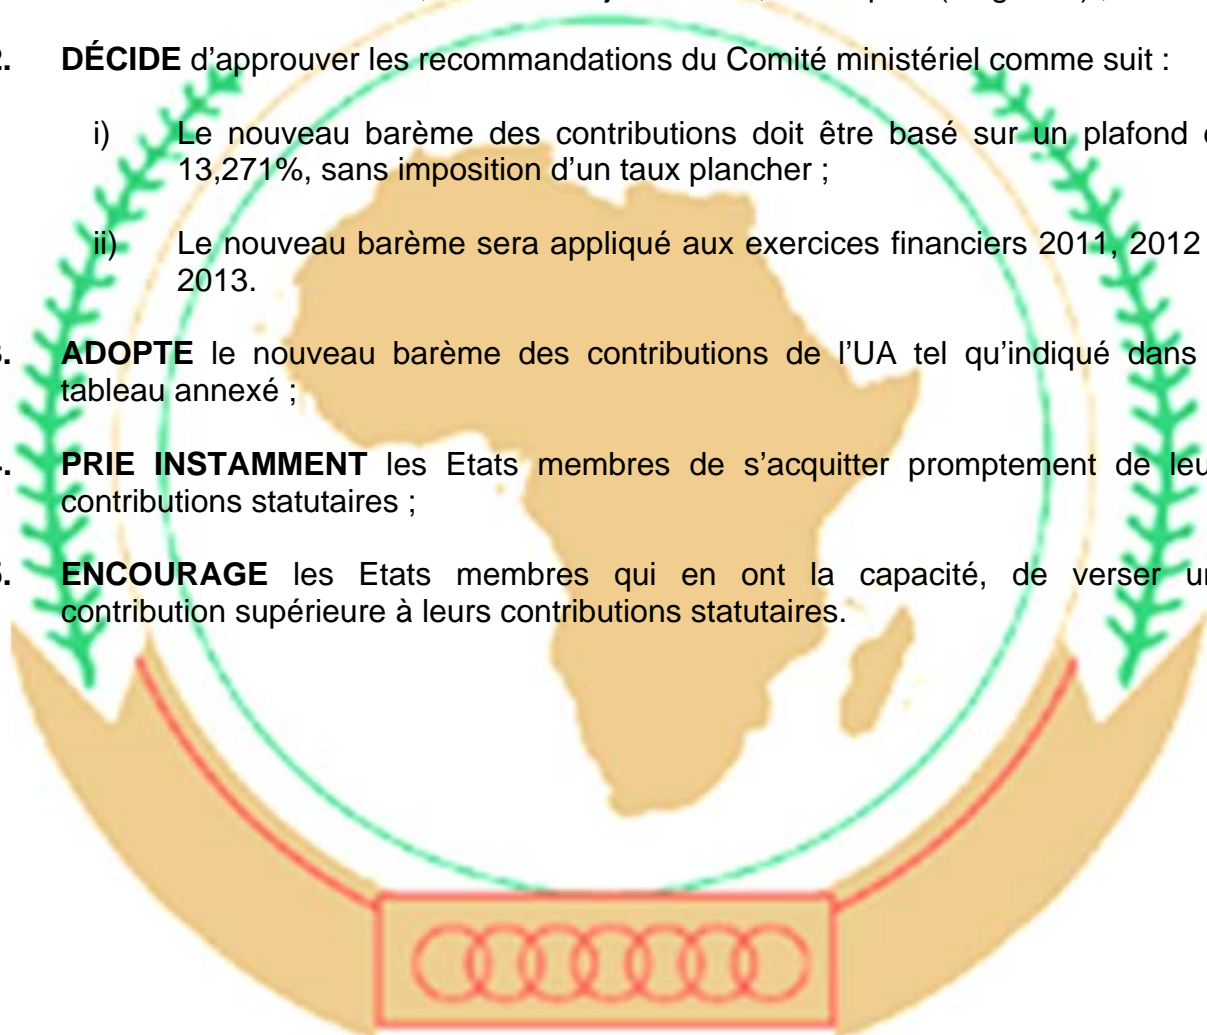 2. DÉCIDE d’approuver les recommandations du Comité ministériel comme suit :
i) Le nouveau barème des contributions doit être basé sur un plafond
13,271%, sans imposition d’un taux plancher ;
ii) Le nouveau barème sera appliqué aux exercices financiers 2011, 2012
2013.
3. ADOPTE le nouveau barème des contributions de l’UA tel qu’indiqué dans
tableau annexé ;
4. PRIE INSTAMMENT les Etats membres de s’acquitter promptement de
contributions statutaires ;
5. ENCOURAGE les Etats membres qui en ont la capacité, de verser
contribution supérieure à leurs contributions statutaires.